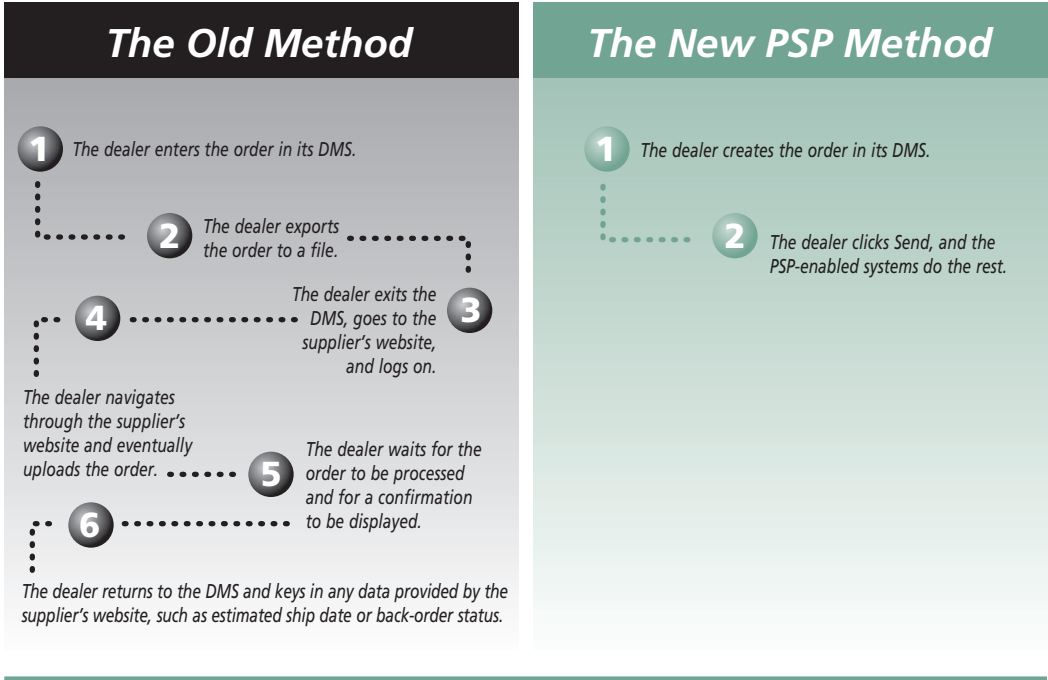 The Old Method
1
The dealer enters the order in its DMS.
2
The dealer exports
the order to a file.
3
The dealer exits the
DMS, goes to the
supplier's website,
and logs on.
4
The dealer navigates
through the supplier's
website and eventually
uploads the order.
5
The dealer waits for the
order to be processed
and for a confirmation
to be displayed.
6
The dealer returns to the DMS and keys in any data provided by the
supplier's website, such as estimated ship date or back-order status.
The New PSP Method
1
The dealer creates the order in its DMS.
2
The dealer clicks Send, and the
PSP-enabled systems do the rest.